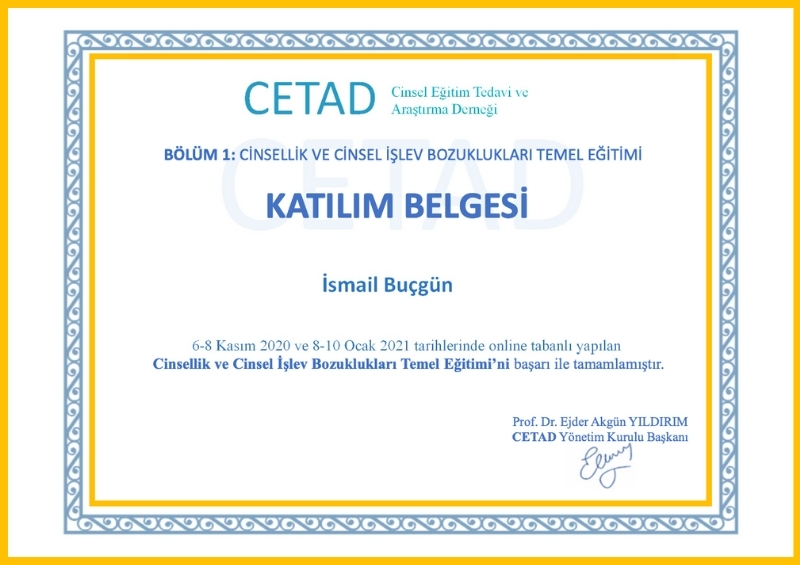 CETAD
Cinsel Eğitim Tedavi ve
Araştırma Derneği
BÖLÜM 1: CİNSELLİK VE CİNSEL İŞLEV BOZUKLUKLARI TEMEL EĞİTİMİ
CETAD
KATILIM BELGESİ
İsmail Buçgün
6-8 Kasım 2020 ve 8-10 Ocak 2021 tarihlerinde online tabanlı yapılan
Cinsellik ve Cinsel İşlev Bozuklukları Temel Eğitimi’ni başarı ile tamamlamıştır.
Prof. Dr. Ejder Akgün YILDIRIM
CETAD Yönetim Kurulu Başkanı